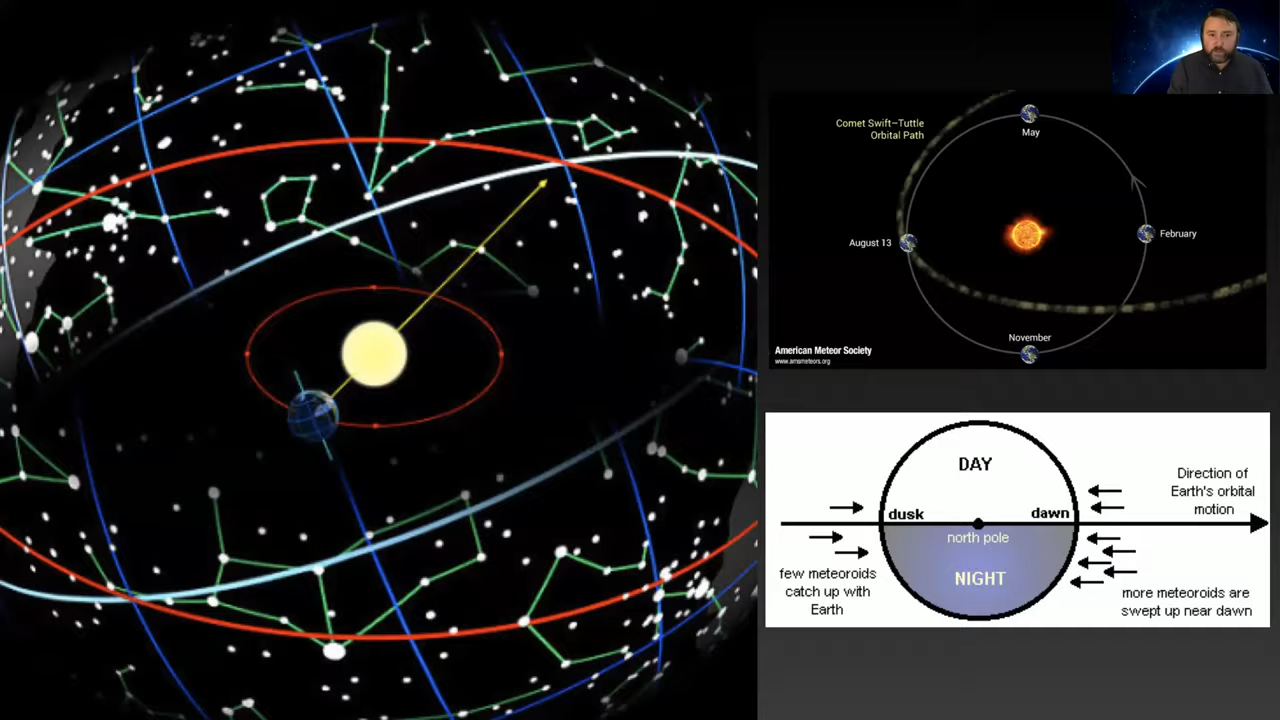 Comet Swift–Tuttle
Orbital Path
May
August 13
February
November
American Meteor Society
www.amsmeteors.org
DAY
dusk
dawn
north pole
NIGHT
Direction of
Earth's orbital
motion
few meteoroids
catch up with
Earth
more meteoroids are
swept up near dawn